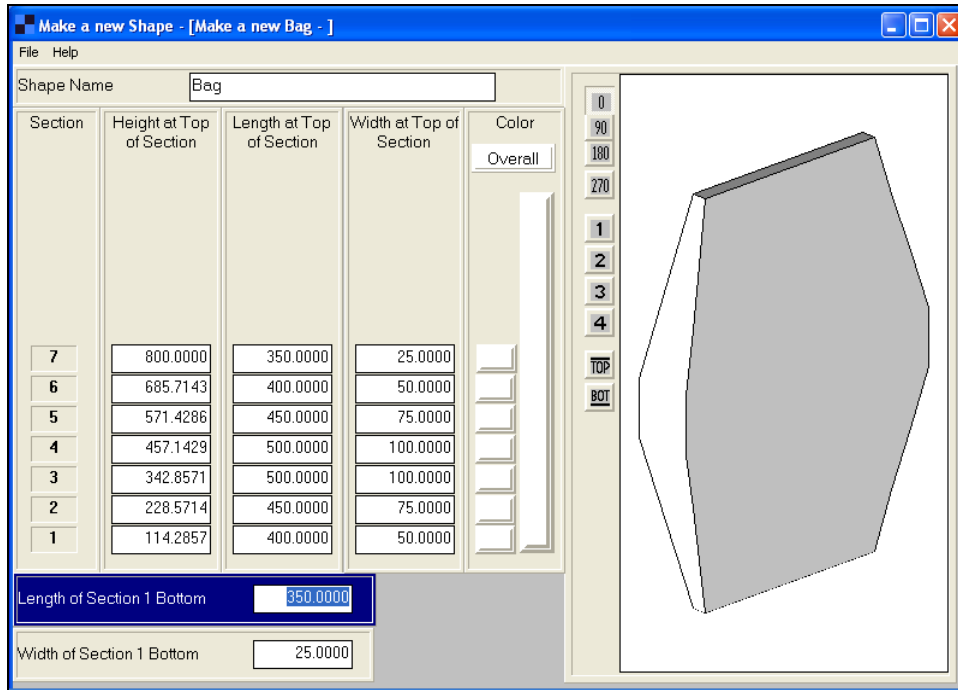 Make a new Shape - [Make a new Bag - ]
File Help
Shape Name Bag
Section Height at Top of Section Length at Top of Section Width at Top of Section Color
Overall
7 800.0000 350.0000 25.0000
6 685.7143 400.0000 50.0000
5 571.4286 450.0000 75.0000
4 457.1429 500.0000 100.0000
3 342.8571 500.0000 100.0000
2 228.5714 450.0000 75.0000
1 114.2857 400.0000 50.0000
Length of Section 1 Bottom 350.0000
Width of Section 1 Bottom 25.0000
0
90
180
270
1
2
3
4
TOP
BOT